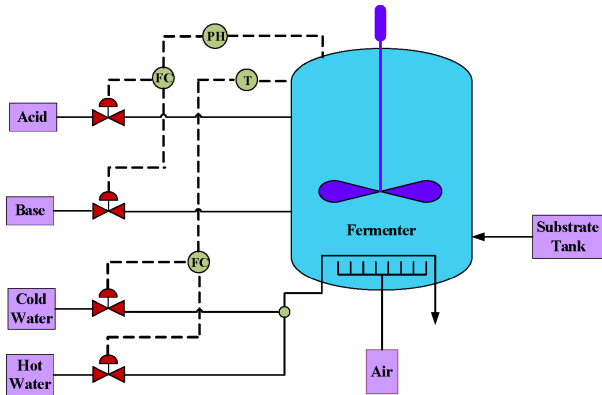 PH
FC
T
Acid
Base
Fermenter
Substrate
Tank
FC
Cold
Water
Hot
Water
Air